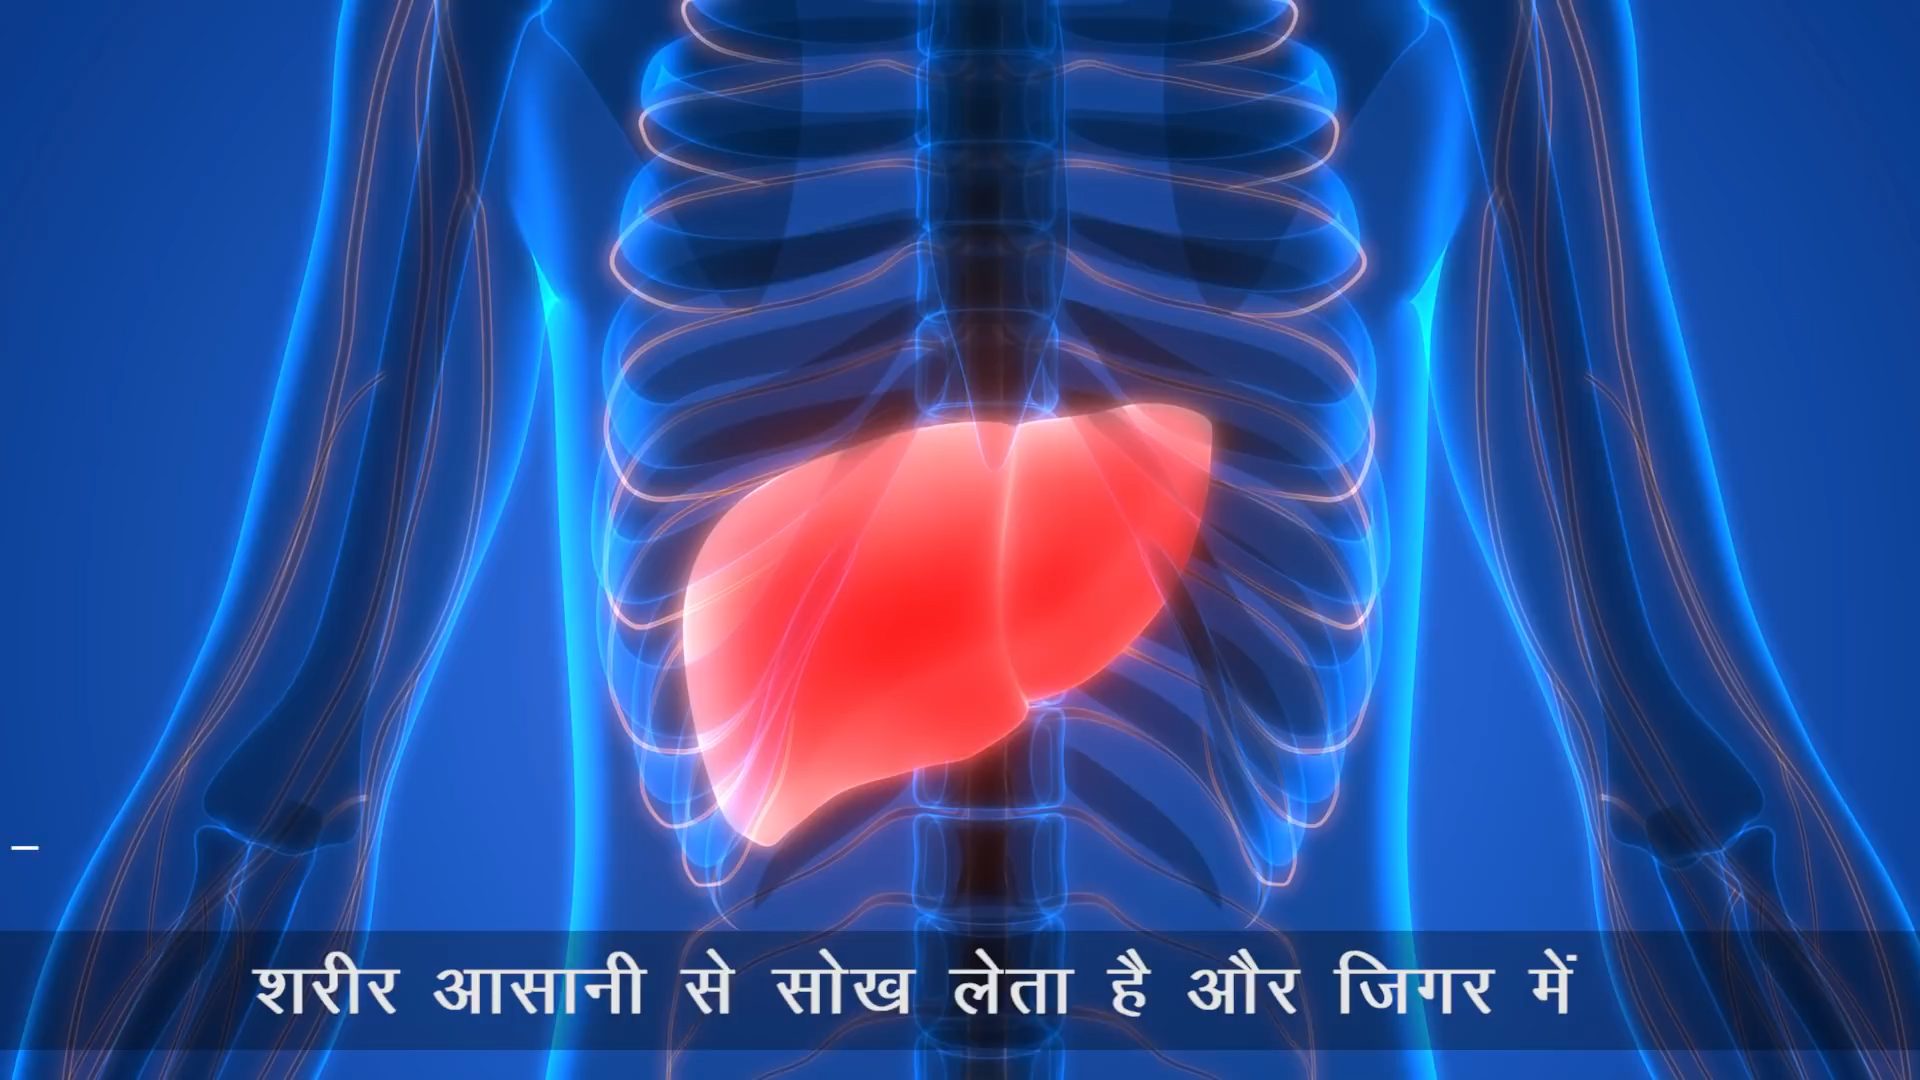 शरीर आसानी से सोख लेता है और जिगर में